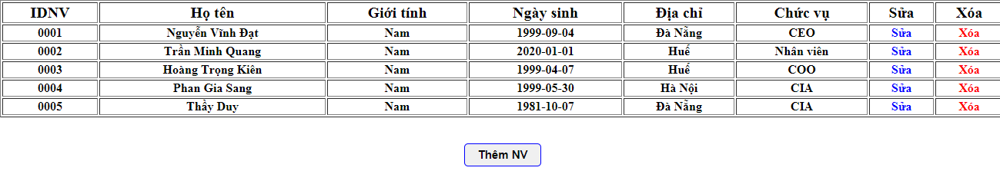 IDNV Họ tên Giới tính Ngày sinh Địa chỉ Chức vụ Sửa Xóa
0001 Nguyễn Vĩnh Đạt Nam 1999-09-04 Đà Nẵng CEO Sửa Xóa
0002 Trần Minh Quang Nam 2020-01-01 Huế Nhân viên Sửa Xóa
0003 Hoàng Trọng Kiên Nam 1999-04-07 Huế COO Sửa Xóa
0004 Phan Gia Sang Nam 1999-05-30 Hà Nội CIA Sửa Xóa
0005 Thầy Duy Nam 1981-10-07 Đà Nẵng CIA Sửa Xóa
Thêm NV